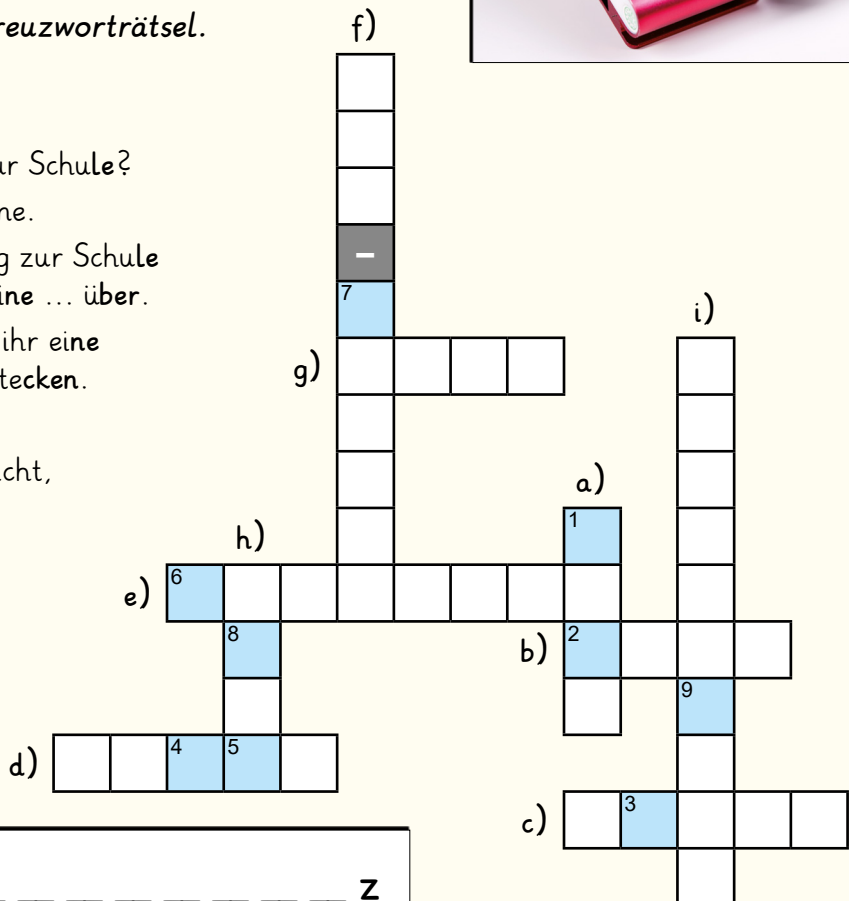 reuzworträtsel.
f)
ur Schule?
ne.
–
g zur Schule
7
ine ... über.
i)
ihr eine
g)
tecken.
cht,
a)
1
h)
e)
6
8
b)
2
9
d)
4
5
c)
3
z